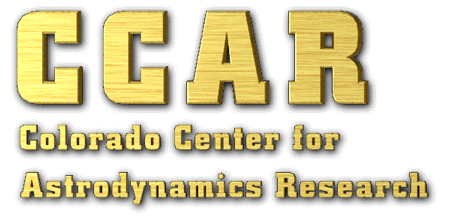 CCAR
Colorado Center for
Astrodynamics Research